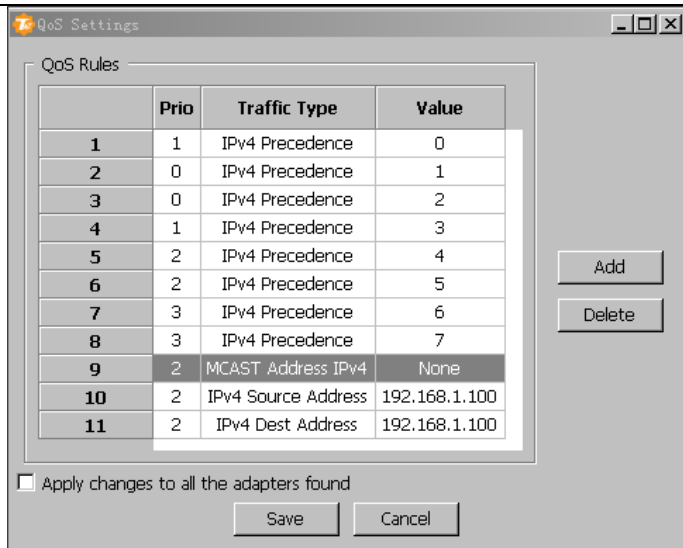 QoS Settings
QoS Rules
Prio Traffic Type Value
1 1 IPv4 Precedence 0
2 0 IPv4 Precedence 1
3 0 IPv4 Precedence 2
4 1 IPv4 Precedence 3
5 2 IPv4 Precedence 4
6 2 IPv4 Precedence 5
7 3 IPv4 Precedence 6
8 3 IPv4 Precedence 7
9 2 MCAST Address IPv4 None
10 2 IPv4 Source Address 192.168.1.100
11 2 IPv4 Dest Address 192.168.1.100
Add
Delete
Apply changes to all the adapters found
Save Cancel